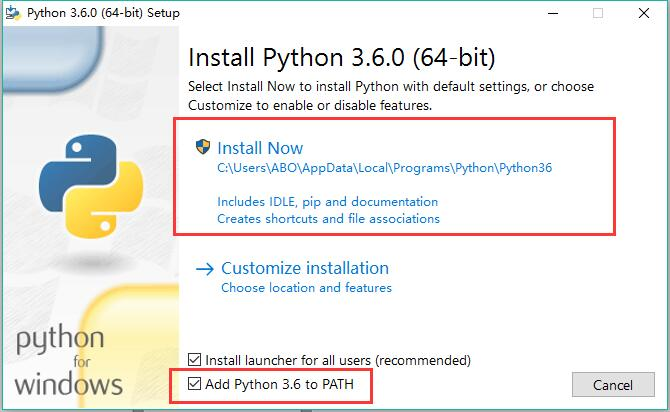 Python 3.6.0 (64-bit) Setup
Install Python 3.6.0 (64-bit)
Select Install Now to install Python with default settings, or choose
Customize to enable or disable features.
Install Now
C:\Users\ABO\AppData\Local\Programs\Python\Python36
Includes IDLE, pip and documentation
Creates shortcuts and file associations
Customize installation
Choose location and features
python
for
windows
Install launcher for all users (recommended)
Add Python 3.6 to PATH
Cancel